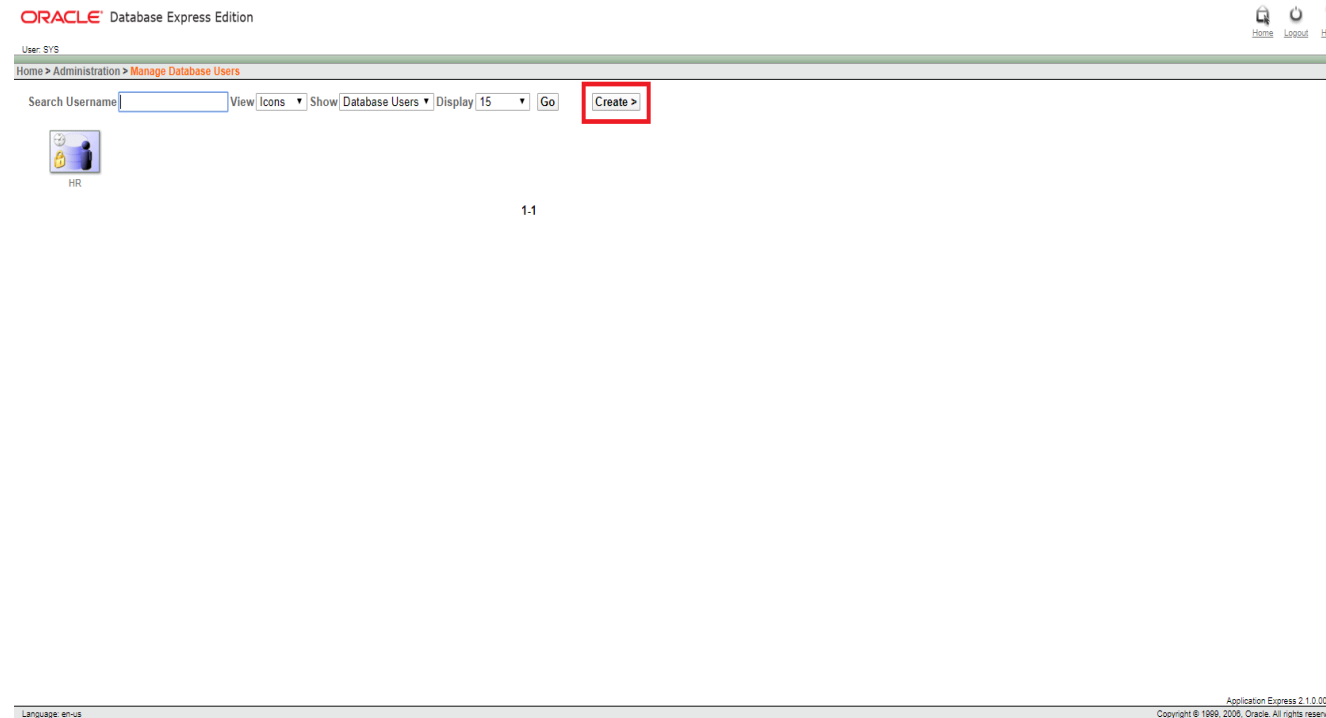 ORACLE Database Express Edition
Home Logout
User: SYS
Home > Administration > Manage Database Users
Search Username View Icons Show Database Users Display 15 Go Create >
HR
1-1
Application Express 2.1.0.00
Language: en-us Copyright © 1999, 2006, Oracle. All rights